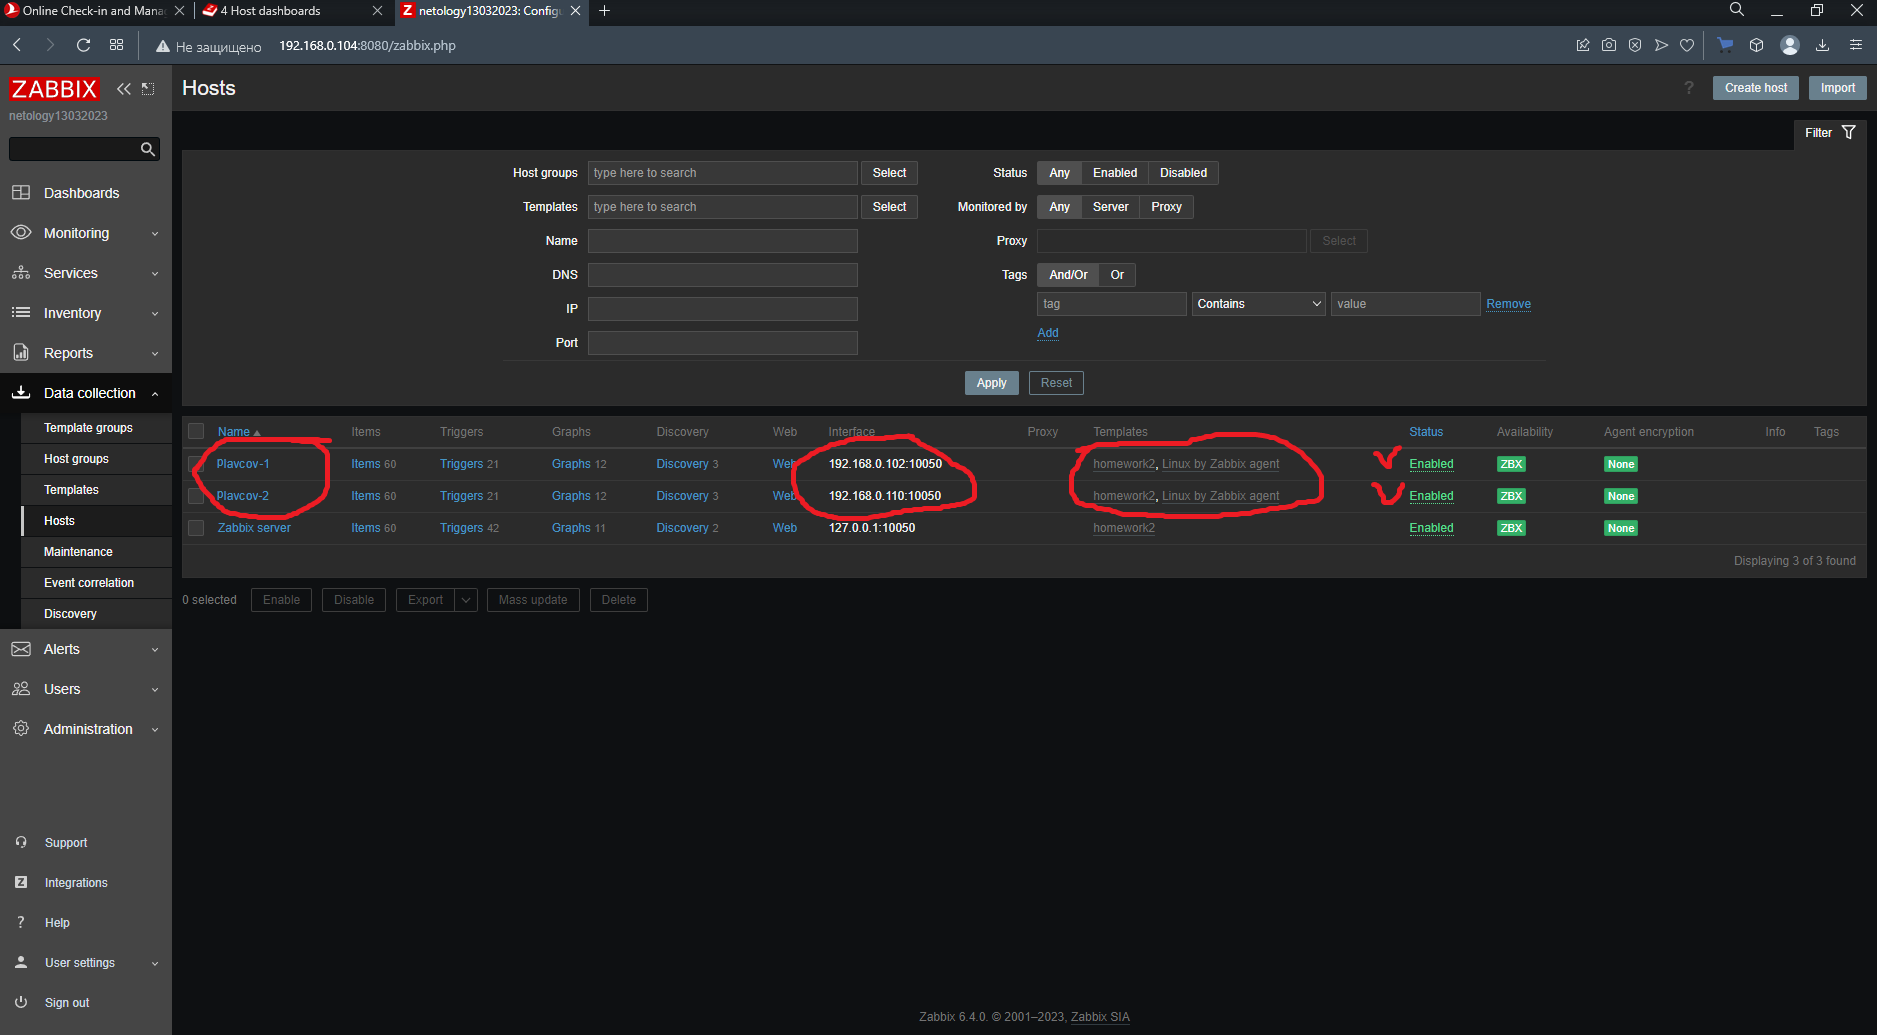 Online Check-in and Mana
4 Host dashboards
netology13032023: Config
Не защищено
192.168.0.104:8080/zabbix.php
ZABBIX
netology13032023
Dashboards
Monitoring
Services
Inventory
Reports
Data collection
Template groups
Host groups
Templates
Hosts
Maintenance
Event correlation
Discovery
Alerts
Users
Administration
Support
Integrations
Help
User settings
Sign out
Hosts
? Create host Import
Filter
Host groups type here to search Select
Templates type here to search Select
Name
DNS
IP
Port
Status Any Enabled Disabled
Monitored by Any Server Proxy
Proxy Select
Tags And/Or Or
tag Contains value Remove
Add
Apply Reset
Name Items Triggers Graphs Discovery Web Interface Proxy Templates Status Availability Agent encryption Info Tags
Plavcov-1 Items 60 Triggers 21 Graphs 12 Discovery 3 Web 192.168.0.102:10050 homework2, Linux by Zabbix agent Enabled ZBX None
Plavcov-2 Items 60 Triggers 21 Graphs 12 Discovery 3 Web 192.168.0.110:10050 homework2, Linux by Zabbix agent Enabled ZBX None
Zabbix server Items 60 Triggers 42 Graphs 11 Discovery 2 Web 127.0.0.1:10050 homework2 Enabled ZBX None
Displaying 3 of 3 found
0 selected Enable Disable Export Mass update Delete
Zabbix 6.4.0. © 2001–2023, Zabbix SIA